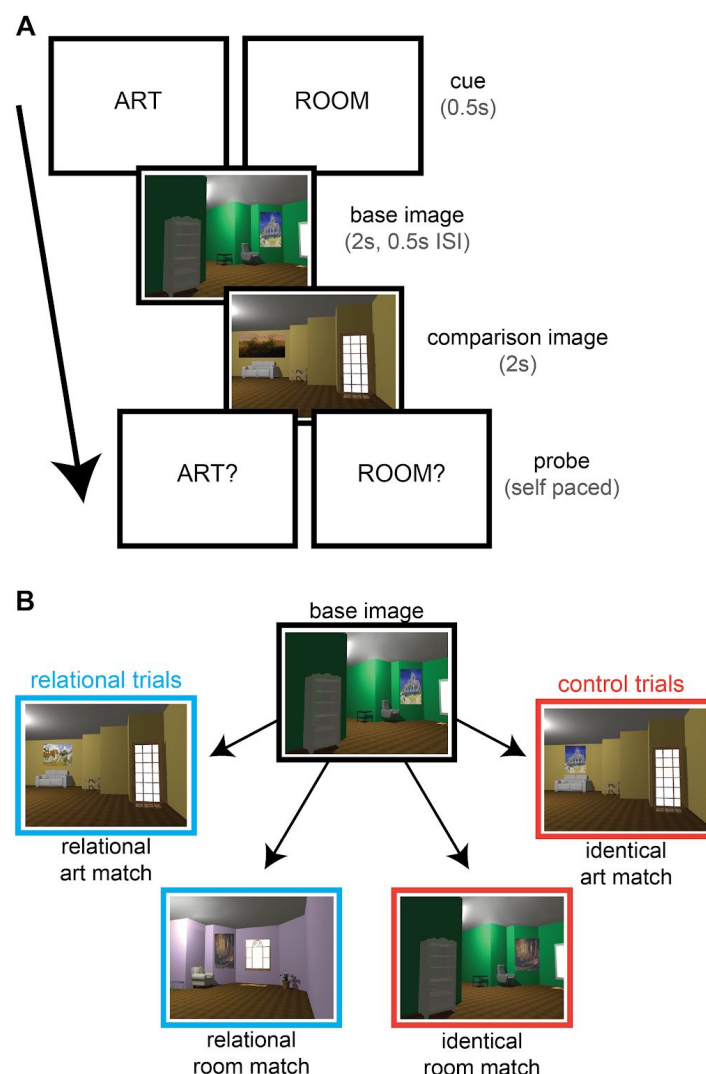 A
ART
ROOM
cue
(0.5s)
base image
(2s, 0.5s ISI)
comparison image
(2s)
ART?
ROOM?
probe
(self paced)
B
base image
relational trials
control trials
relational
art match
identical
art match
relational
room match
identical
room match